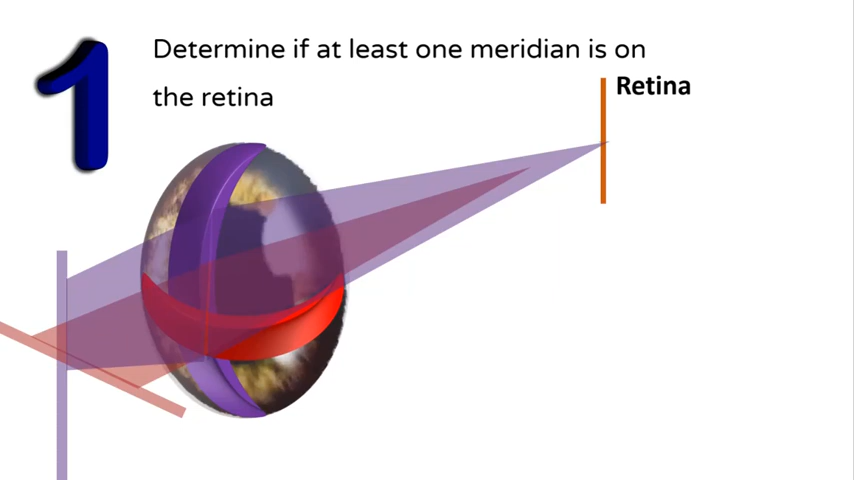 1
Determine if at least one meridian is on
the retina
Retina